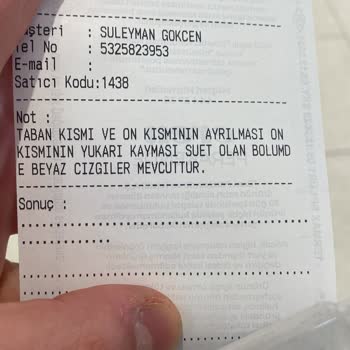 üşteri : SULEYMAN GOKCEN
Tel No : 5325823953
E-mail :
Satıcı Kodu:1438
Not :
TABAN KISMI VE ON KISMININ AYRILMASI ON
KISMININ YUKARI KAYMASI SUET OLAN BOLUMD
E BEYAZ CIZGILER MEVCUTTUR.
Sonuç :